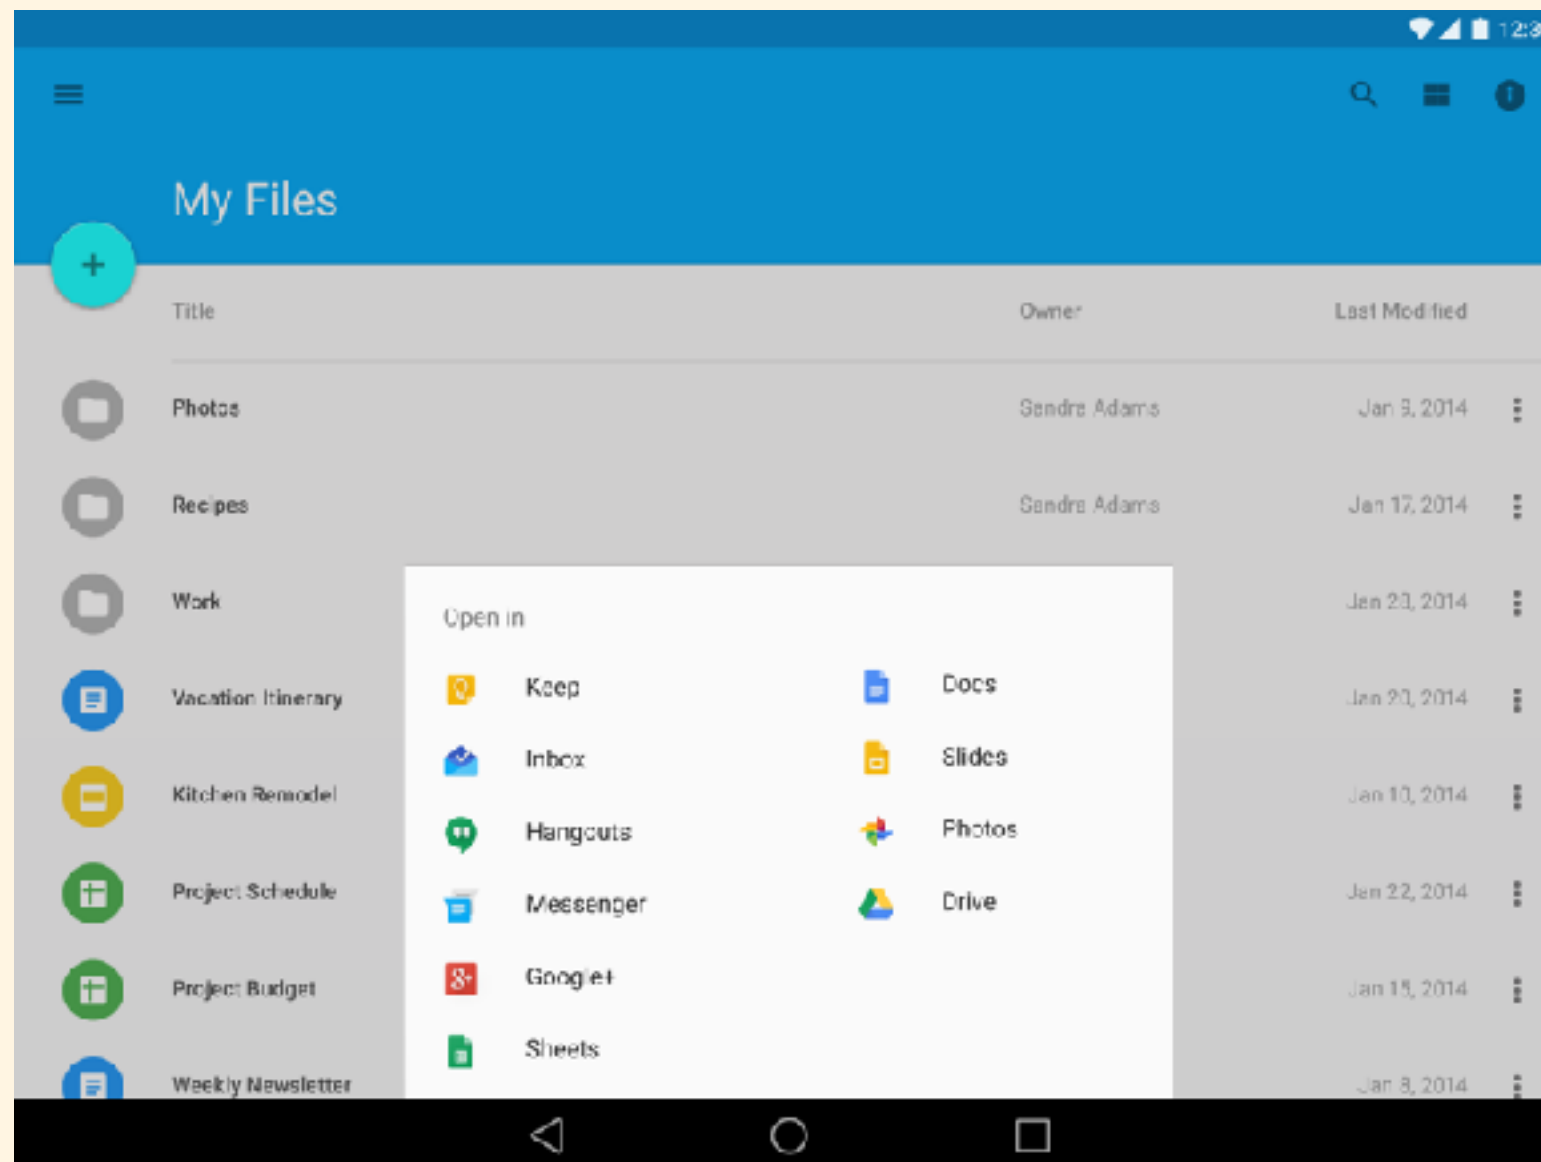 12:3
My Files
Title Owner Last Modified
Photos Sandra Adams Jan 9, 2014
Recipes Sandra Adams Jan 17, 2014
Work Jan 28, 2014
Vacation Itinerary Jan 20, 2014
Kitchen Remodel Jan 10, 2014
Project Schedule Jan 22, 2014
Project Budget Jan 15, 2014
Weekly Newsletter Jan 8, 2014
Open in
Keep
Inbox
Hangouts
Messenger
Google+
Sheets
Docs
Slides
Photos
Drive